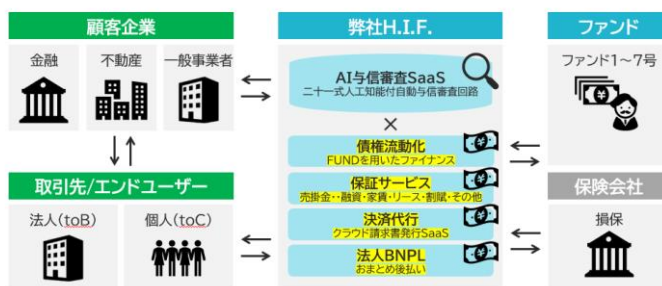 顧客企業
金融
不動産
一般事業者
取引先/エンドユーザー
法人(toB)
個人(toC)
弊社H.I.F.
AI与信審査SaaS
二十一式人工知能付自動与信審査回路
×
債権流動化
FUNDを用いたファイナンス
保証サービス
売掛金・・融資・家賃・リース・割賦・その他
決済代行
クラウド請求書発行SaaS
法人BNPL
おまとめ後払い
ファンド
ファンド1～7号
保険会社
損保